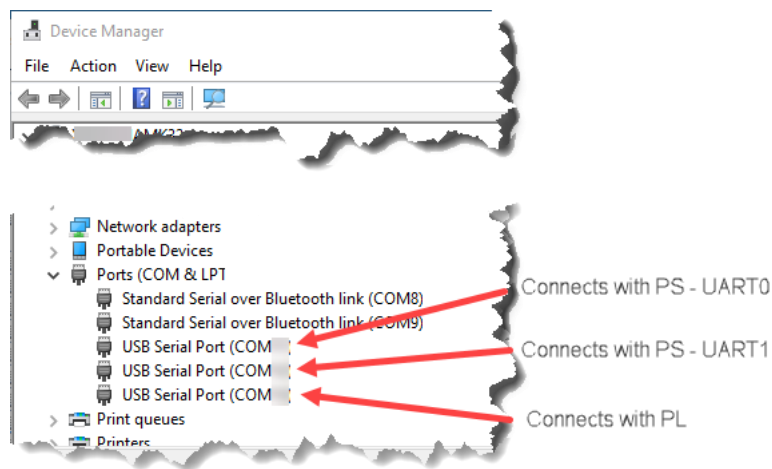 Device Manager
File Action View Help
Network adapters
Portable Devices
Ports (COM & LPT
Standard Serial over Bluetooth link (COM8)
Standard Serial over Bluetooth link (COM9)
USB Serial Port (COM
USB Serial Port (COM
USB Serial Port (COM
Print queues
Printers
Connects with PS - UART0
Connects with PS - UART1
Connects with PL